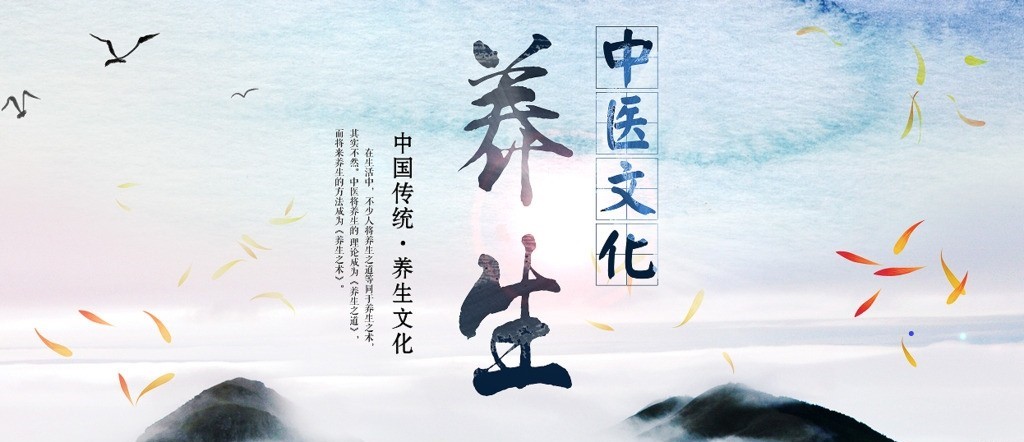 中医文化
养生
中国传统·养生文化
在生活中，不少人将养生之道等同于养生之术，
其实不然。中医将养生的 理论成为《养生之道》，
而将来养生的方法成为《养生之术》。